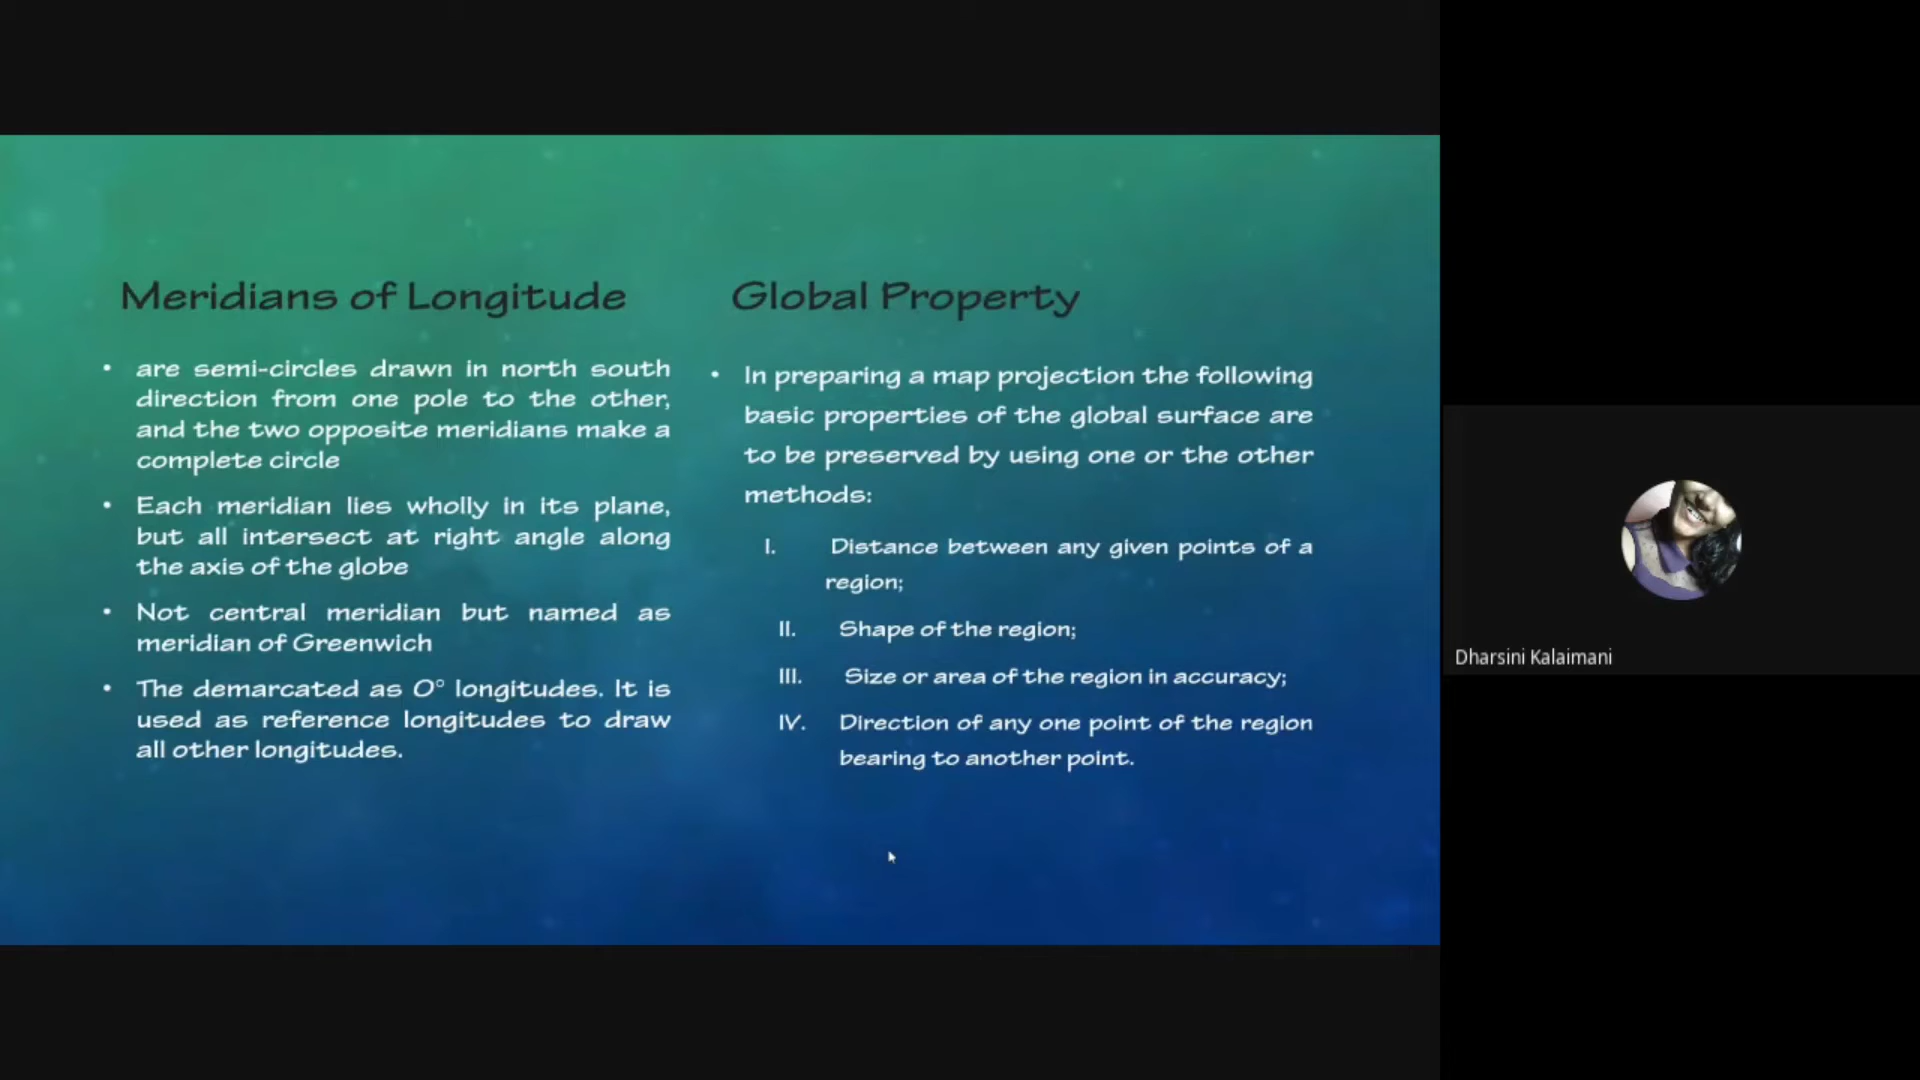 Meridians of Longitude
• are semi-circles drawn in north south
direction from one pole to the other,
and the two opposite meridians make a
complete circle
• Each meridian lies wholly in its plane,
but all intersect at right angle along
the axis of the globe
• Not central meridian but named as
meridian of Greenwich
• The demarcated as 0° longitudes. It is
used as reference longitudes to draw
all other longitudes.
Global Property
• In preparing a map projection the following
basic properties of the global surface are
to be preserved by using one or the other
methods:
I. Distance between any given points of a
region;
II. Shape of the region;
III. Size or area of the region in accuracy;
IV. Direction of any one point of the region
bearing to another point.
Dharsini Kalaimani